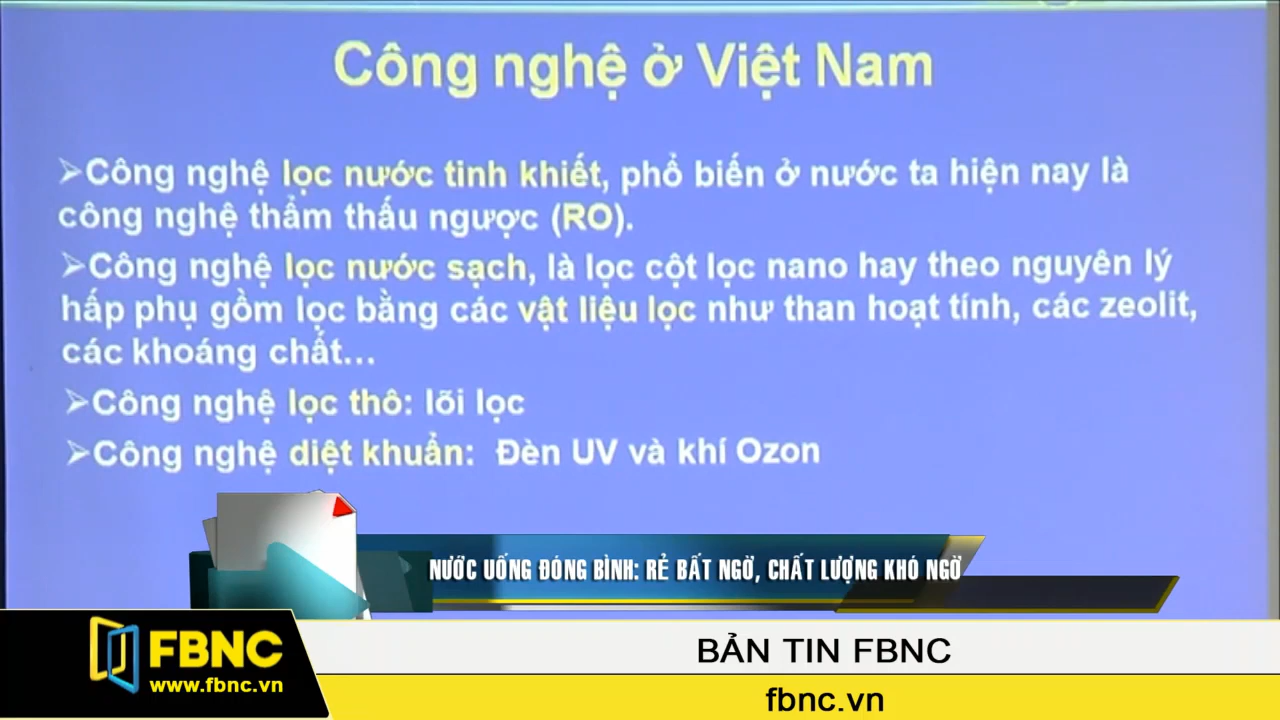 Công nghệ ở Việt Nam
➢Công nghệ lọc nước tinh khiết, phổ biến ở nước ta hiện nay là
công nghệ thẩm thấu ngược (RO).
➢Công nghệ lọc nước sạch, là lọc cột lọc nano hay theo nguyên lý
hấp phụ gồm lọc bằng các vật liệu lọc như than hoạt tính, các zeolit,
các khoáng chất...
➢Công nghệ lọc thô: lõi lọc
➢Công nghệ diệt khuẩn: Đèn UV và khí Ozon
NƯỚC UỐNG ĐÓNG BÌNH: RẺ BẤT NGỜ, CHẤT LƯỢNG KHÓ NGỜ
FBNC
www.fbnc.vn
BẢN TIN FBNC
fbnc.vn